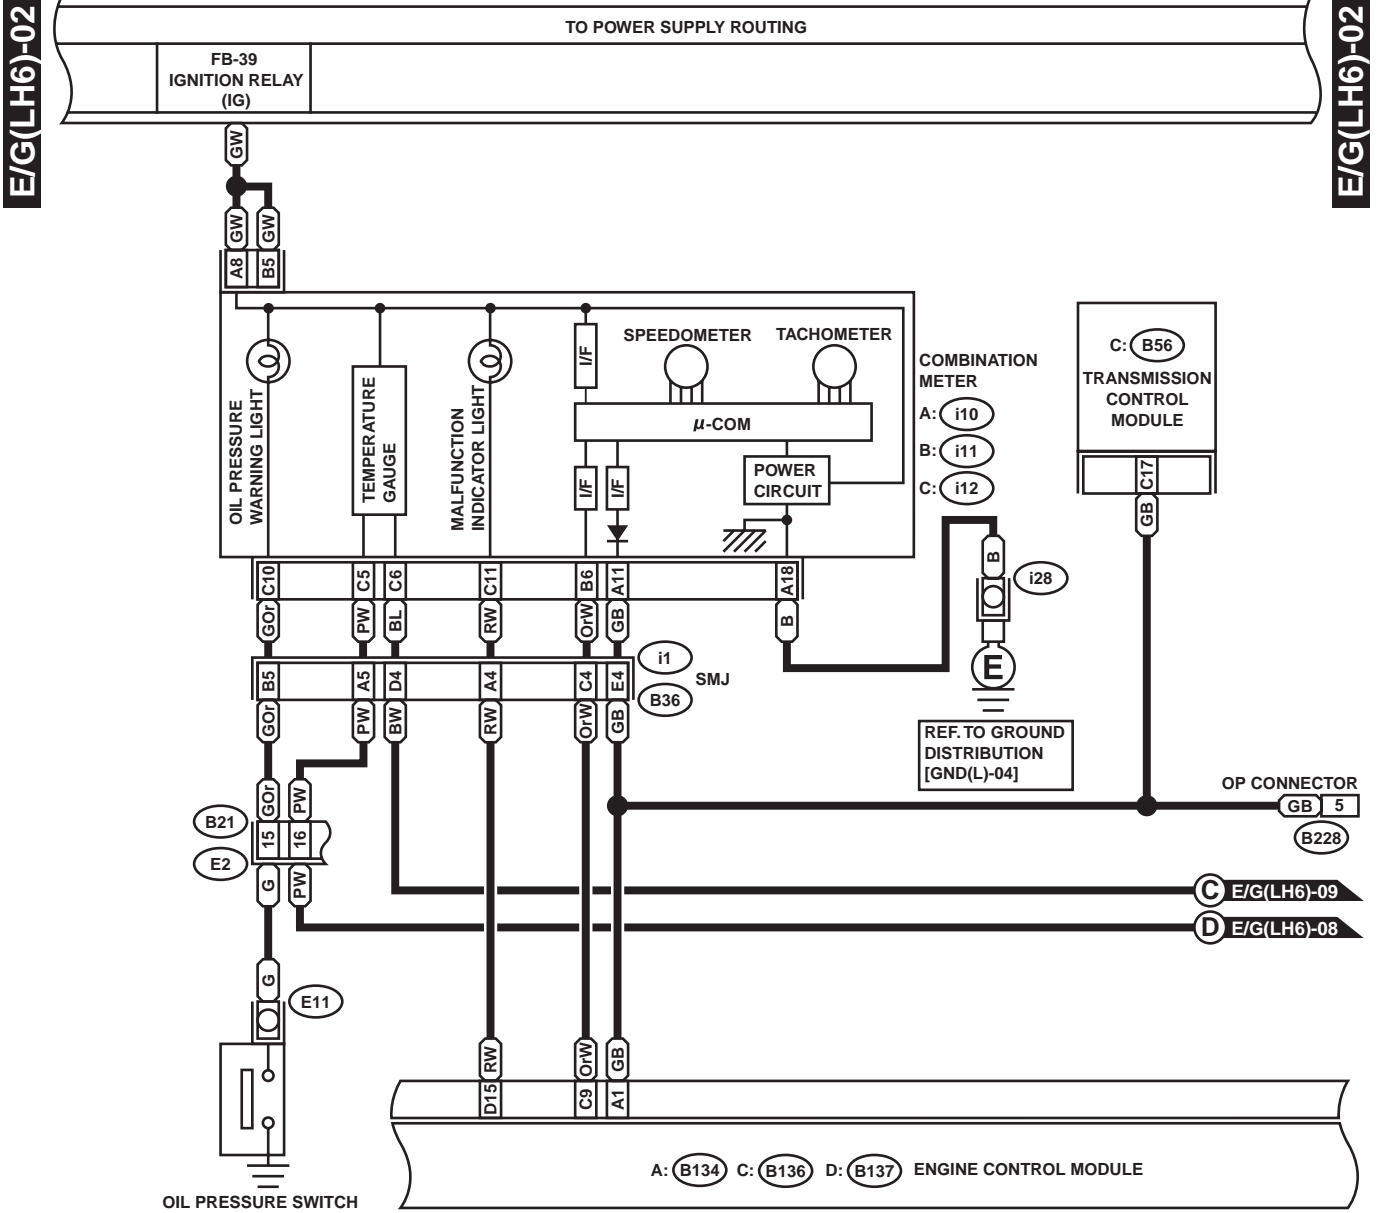 E/G(LH6)-02
E/G(LH6)-02
TO POWER SUPPLY ROUTING
FB-39
IGNITION RELAY
(IG)
GW
GW GW
A8 B5
OIL PRESSURE
WARNING LIGHT
TEMPERATURE
GAUGE
MALFUNCTION
INDICATOR LIGHT
I/F
SPEEDOMETER
TACHOMETER
μ-COM
I/F I/F
POWER
CIRCUIT
COMBINATION
METER
A: i10
B: i11
C: i12
C: B56
TRANSMISSION
CONTROL
MODULE
C17
GB
C10 C5 C6 C11 B6 A11 A18
GOr PW BL RW OrW GB B
B
i28
E
REF. TO GROUND
DISTRIBUTION
[GND(L)-04]
i1
SMJ
B36
B5 A5 D4 A4 C4 E4
GOr PW BW RW OrW GB
GOr PW
B21
15 16
E2
G PW
OP CONNECTOR
GB 5
B228
C E/G(LH6)-09
D E/G(LH6)-08
G
E11
OIL PRESSURE SWITCH
RW OrW GB
D15 C9 A1
A: B134 C: B136 D: B137 ENGINE CONTROL MODULE